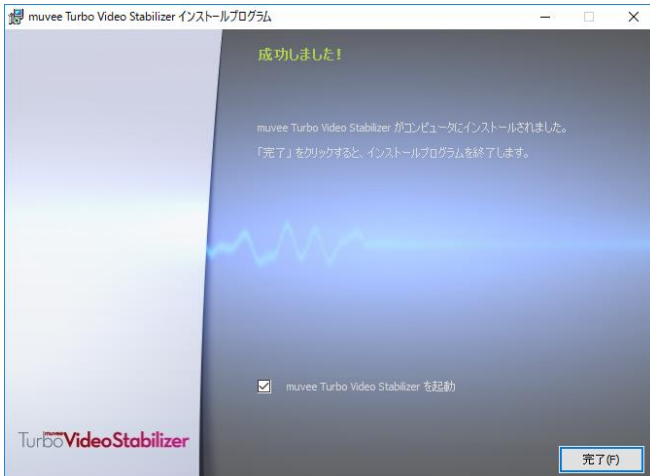 muvee Turbo Video Stabilizer インストールプログラム
成功しました!
muvee Turbo Video Stabilizer がコンピュータにインストールされました。
「完了」をクリックすると、インストールプログラムを終了します。
muvee Turbo Video Stabilizer を起動
muvee
TurboVideoStabilizer
完了(F)